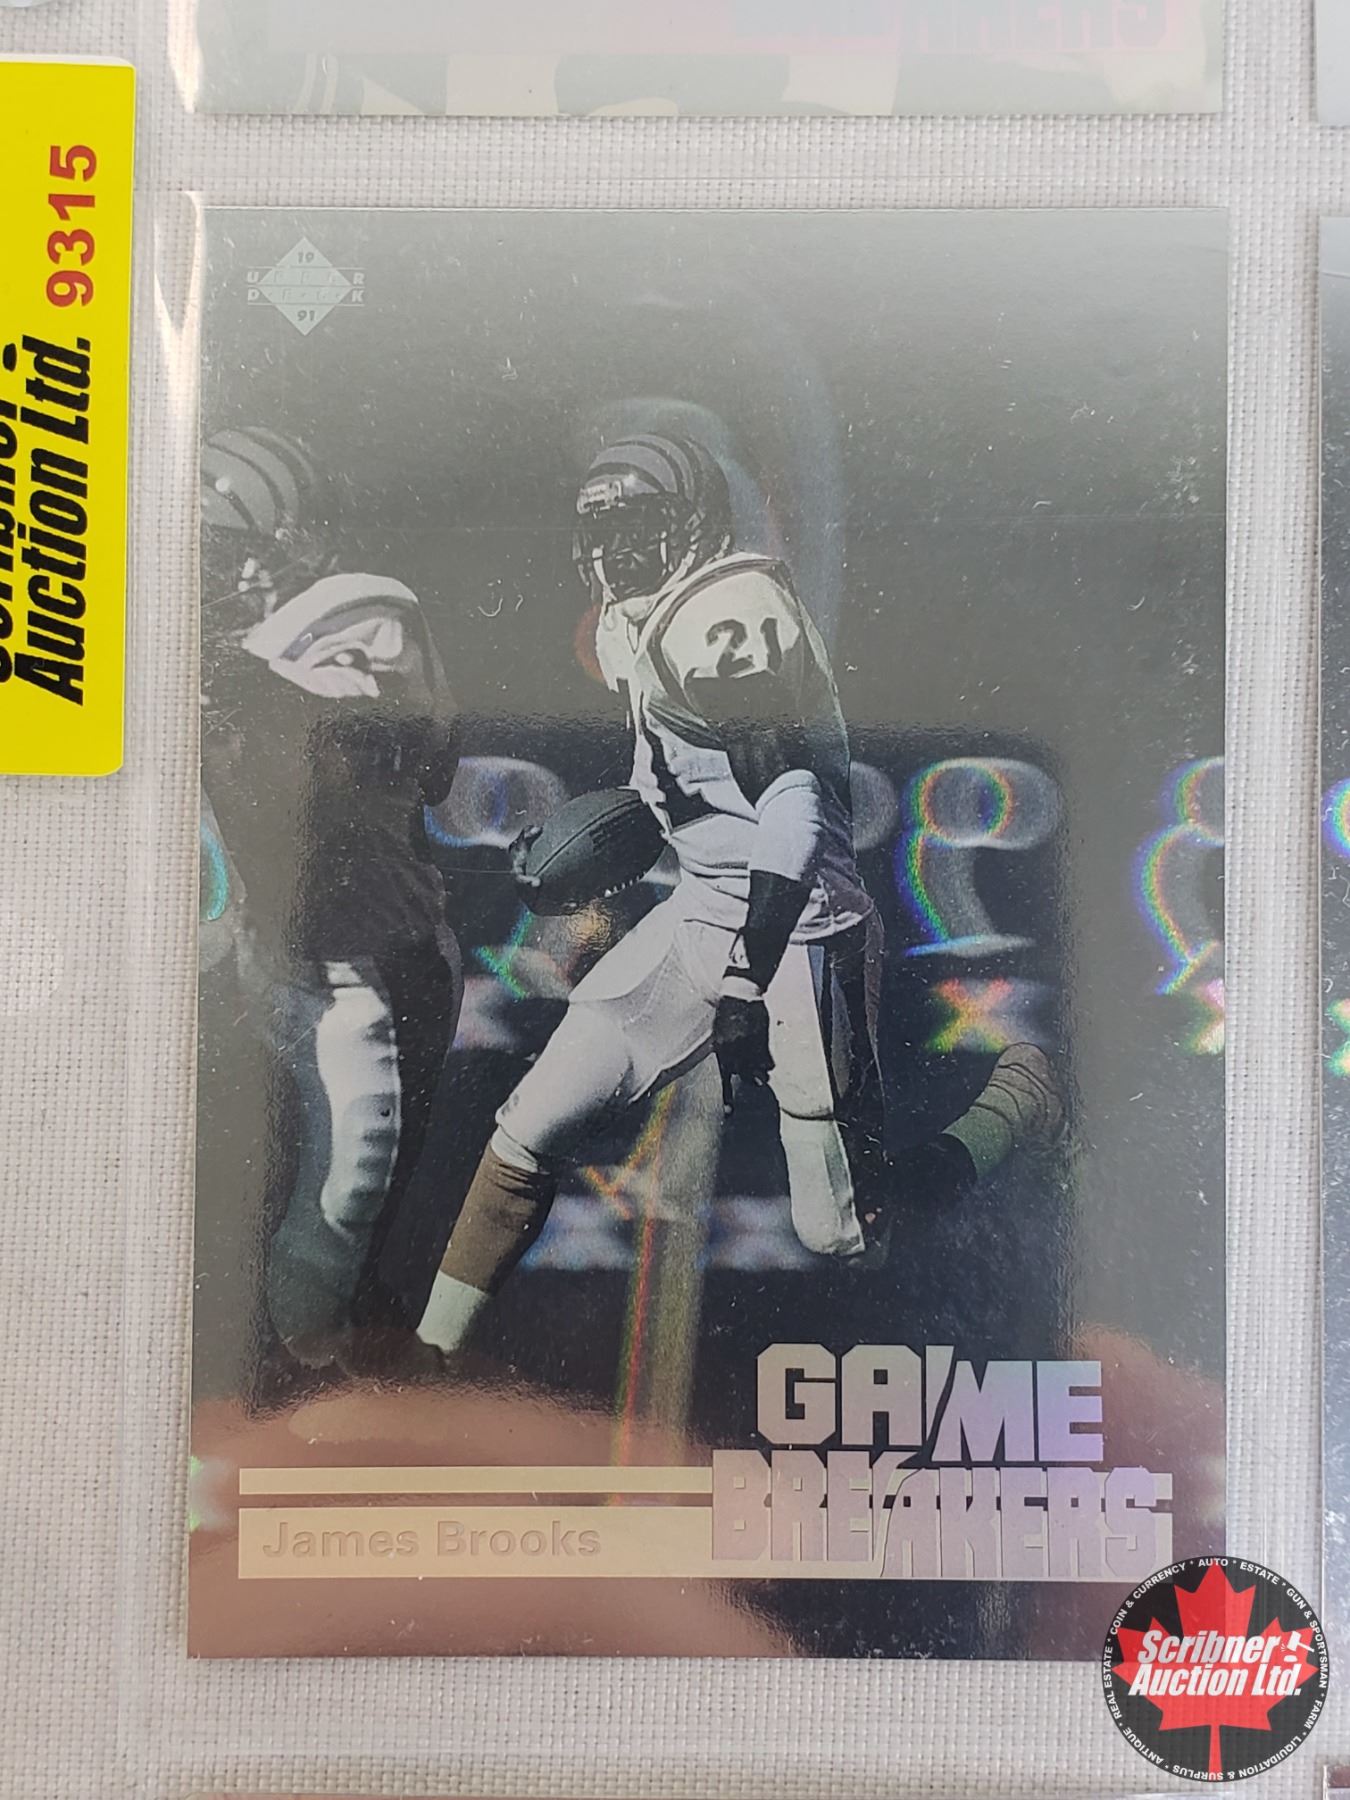 9315
Auction Ltd.
19
UPPER
DECK
91
21
GAME
BREAKERS
James Brooks
COIN & CURRENCY * AUTO * ESTATE * GUN & SPORTSMAN * FARM * LIQUIDATION & SURPLUS * ANTIQUE * REAL ESTATE *
Scribner
Auction Ltd.